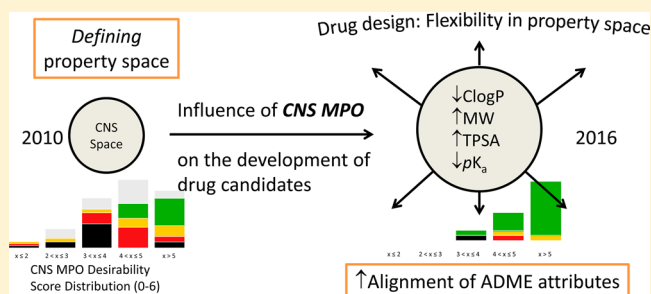 Defining
property space
2010
CNS
Space
x ≤ 2
2 < x ≤ 3
3 < x ≤ 4
4 < x ≤ 5
x > 5
CNS MPO Desirability
Score Distribution (0-6)
Influence of CNS MPO
on the development of
drug candidates
Drug design: Flexibility in property space
↓ClogP
↑MW
↑TPSA
↓pKa
2016
x ≤ 2
2 < x ≤ 3
3 < x ≤ 4
4 < x ≤ 5
x > 5
↑Alignment of ADME attributes